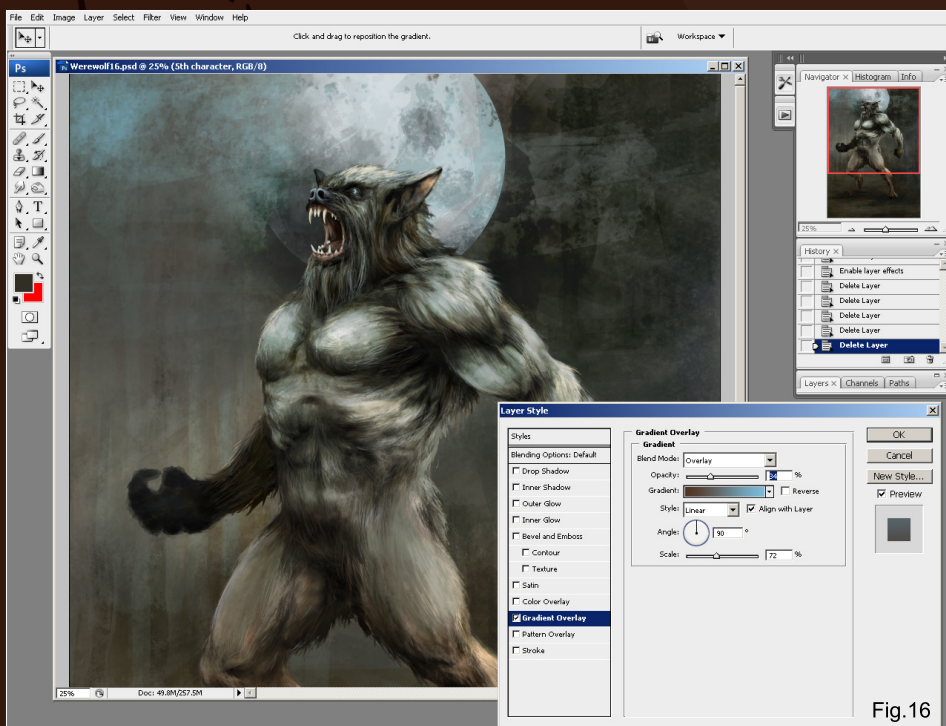 File Edit Image Layer Select Filter View Window Help
Click and drag to reposition the gradient.
Workspace
Ps
Werewolf16.psd @ 25% (5th character, RGB/8)
Navigator × Histogram Info
25%
History ×
Enable layer effects
Delete Layer
Delete Layer
Delete Layer
Delete Layer
Delete Layer
Layers × Channels Paths
25% Doc: 49.8M/257.5M
Layer Style
Styles
Blending Options: Default
Drop Shadow
Inner Shadow
Outer Glow
Inner Glow
Bevel and Emboss
Contour
Texture
Satin
Color Overlay
Gradient Overlay
Pattern Overlay
Stroke
Gradient Overlay
Gradient
Blend Mode: Overlay
Opacity: %
Gradient: Reverse
Style: Linear Align with Layer
Angle: 90 °
Scale: 72 %
OK
Cancel
New Style...
Preview
Fig.16